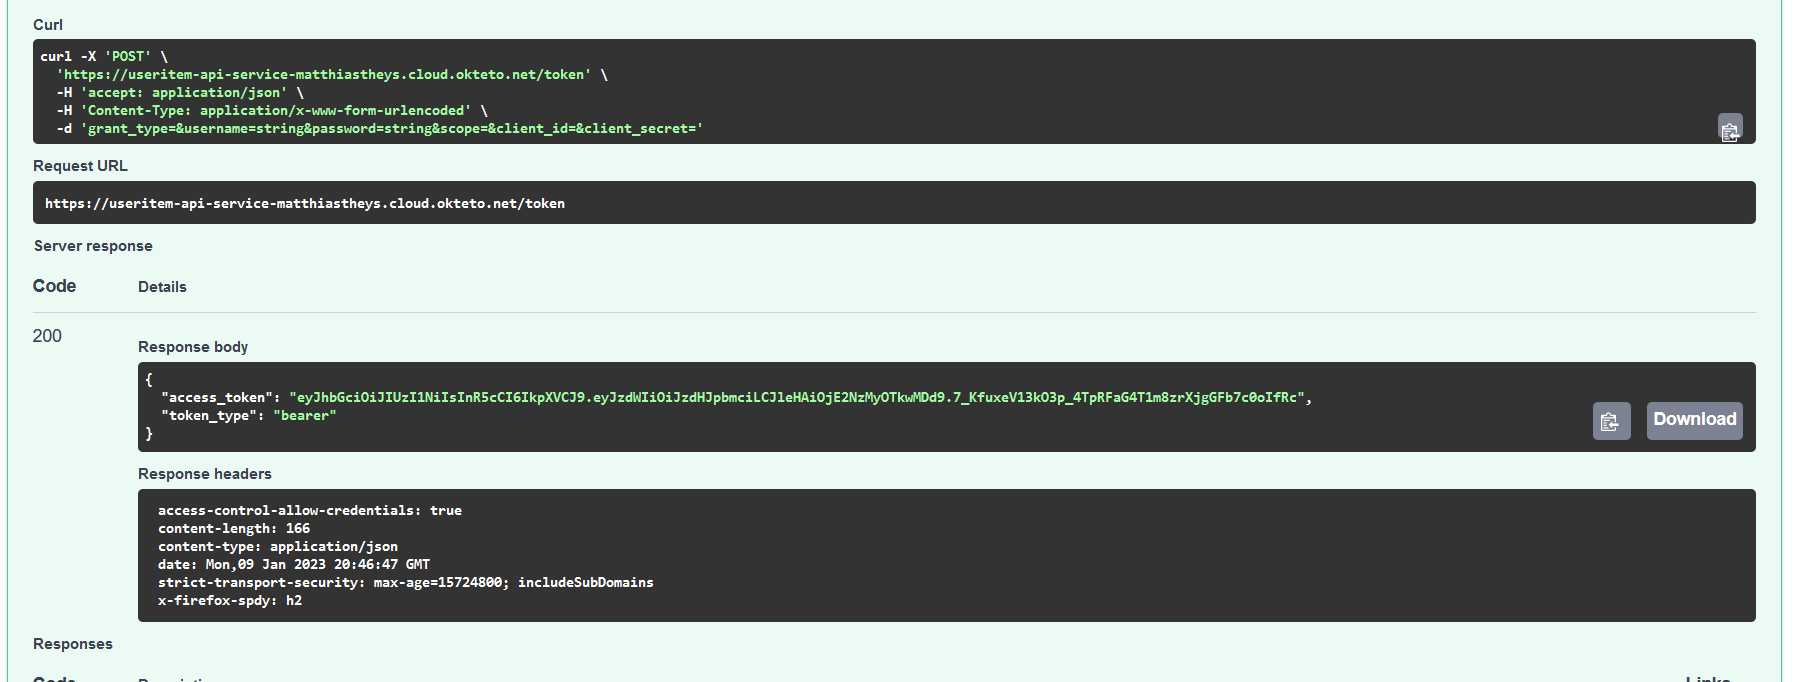 Curl
curl -X 'POST' \
'https://useritem-api-service-matthiastheys.cloud.okteto.net/token' \
-H 'accept: application/json' \
-H 'Content-Type: application/x-www-form-urlencoded' \
-d 'grant_type=&username=string&password=string&scope=&client_id=&client_secret='
Request URL
https://useritem-api-service-matthiastheys.cloud.okteto.net/token
Server response
Code Details
200
Response body
{
"access_token": "eyJhbGciOiJIUzI1NiIsInR5cCI6IkpXVCJ9.eyJzdWIiOiJzdHJpbmciLCJleHAiOjE2NzMyOTkwMDd9.7_KfuxeV13kO3p_4TpRFaG4T1m8zrXjgGFb7c0oIfRc",
"token_type": "bearer"
}
Download
Response headers
access-control-allow-credentials: true
content-length: 166
content-type: application/json
date: Mon,09 Jan 2023 20:46:47 GMT
strict-transport-security: max-age=15724800; includeSubDomains
x-firefox-spdy: h2
Responses
Code Links